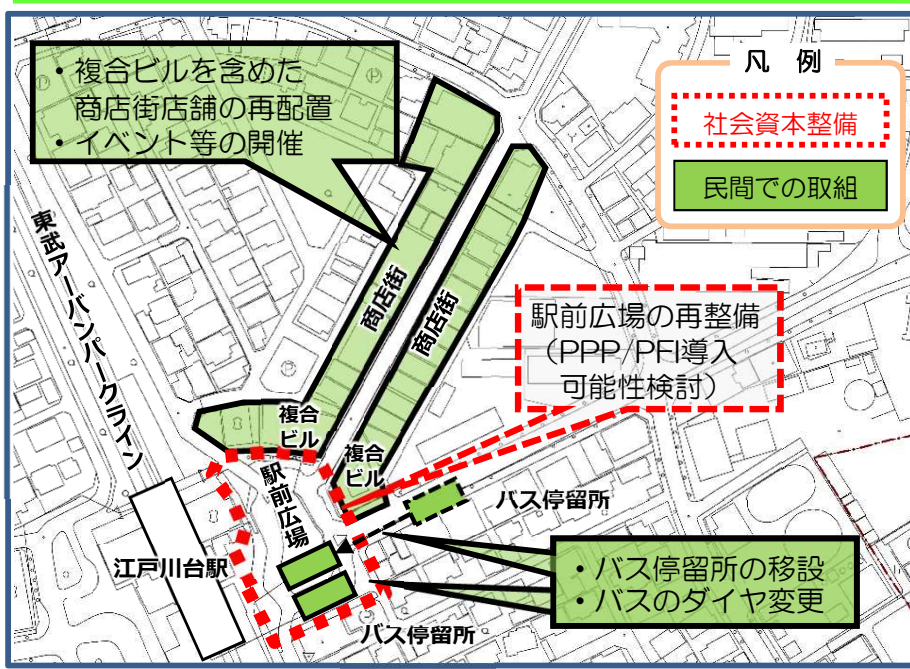 ・複合ビルを含めた
商店街店舗の再配置
・イベント等の開催
凡 例
社会資本整備
民間での取組
東武アーバンパークライン
商店街
商店街
駅前広場の再整備
（PPP/PFI導入
可能性検討）
複合
ビル
複合
ビル
駅前広場
バス停留所
江戸川台駅
・バス停留所の移設
・バスのダイヤ変更
バス停留所